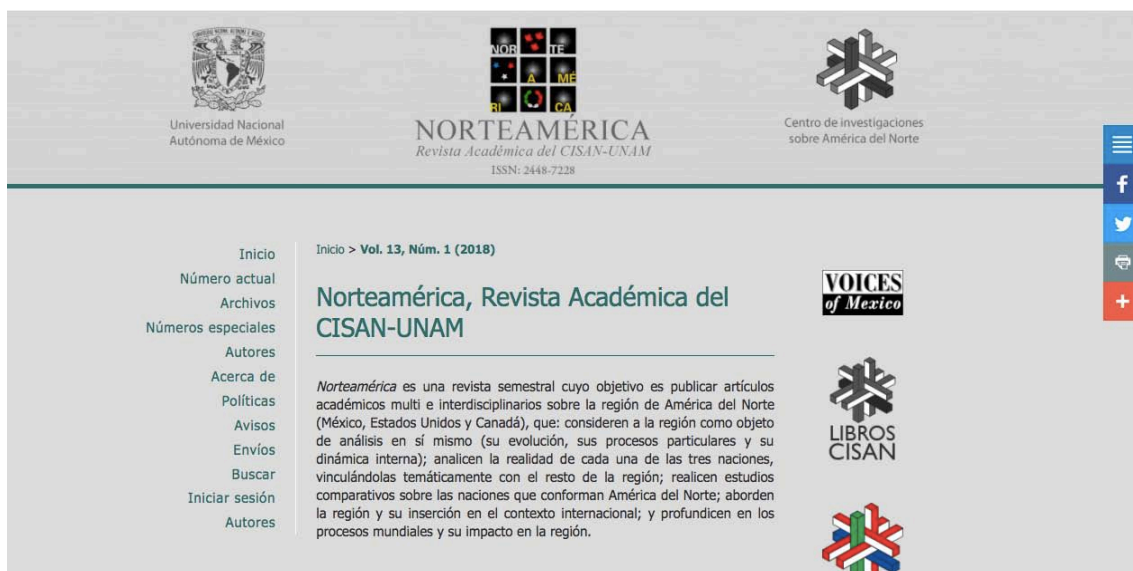 Universidad Nacional
Autónoma de México
NOR TE
A MÉ
RI CA
NORTEAMÉRICA
Revista Académica del CISAN-UNAM
ISSN: 2448-7228
Centro de investigaciones
sobre América del Norte
Inicio
Número actual
Archivos
Números especiales
Autores
Acerca de
Políticas
Avisos
Envíos
Buscar
Iniciar sesión
Autores
Inicio > Vol. 13, Núm. 1 (2018)
Norteamérica, Revista Académica del
CISAN-UNAM
Norteamérica es una revista semestral cuyo objetivo es publicar artículos
académicos multi e interdisciplinarios sobre la región de América del Norte
(México, Estados Unidos y Canadá), que: consideren a la región como objeto
de análisis en sí mismo (su evolución, sus procesos particulares y su
dinámica interna); analicen la realidad de cada una de las tres naciones,
vinculándolas temáticamente con el resto de la región; realicen estudios
comparativos sobre las naciones que conforman América del Norte; aborden
la región y su inserción en el contexto internacional; y profundicen en los
procesos mundiales y su impacto en la región.
VOICES
of Mexico
LIBROS
CISAN
f
+